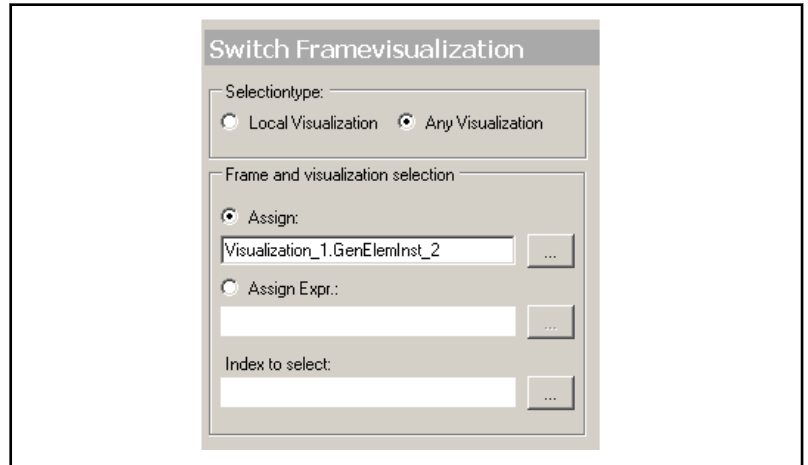 Switch Framevisualization
Selectiontype:
Local Visualization Any Visualization
Frame and visualization selection
Assign:
Visualization_1.GenElemInst_2 ...
Assign Expr.:
...
Index to select:
...